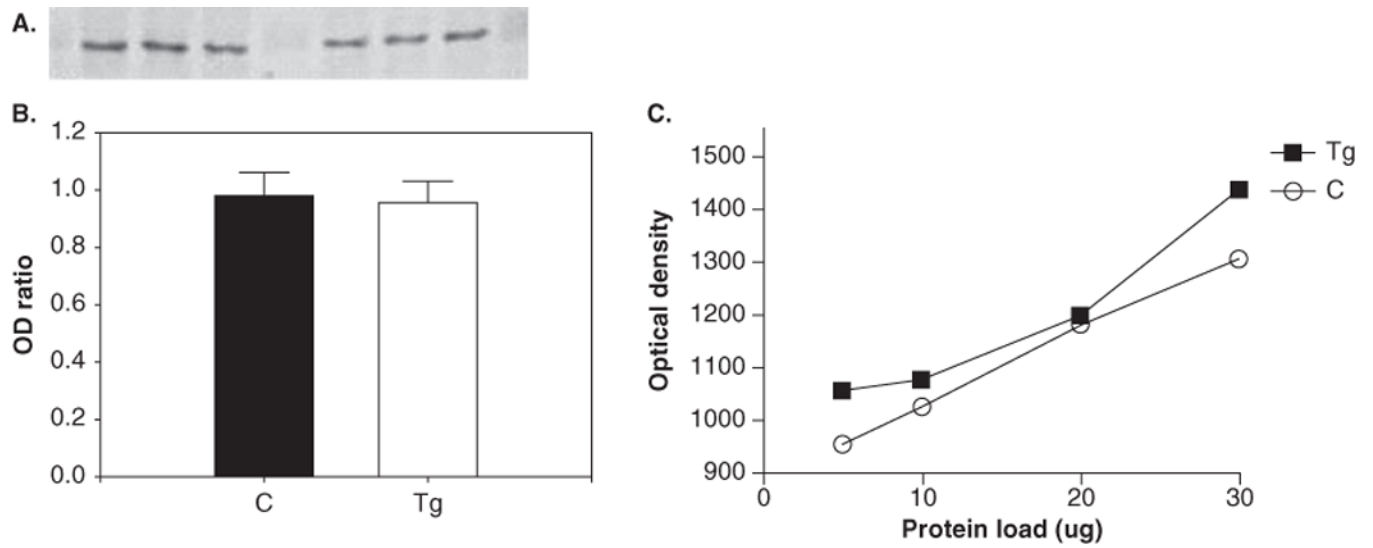 A.
B.
1.2
1.0
0.8
0.6
0.4
0.2
0.0
OD ratio
C
Tg
C.
1500
1400
1300
1200
1100
1000
900
Optical density
0
10
20
30
Protein load (ug)
Tg
C